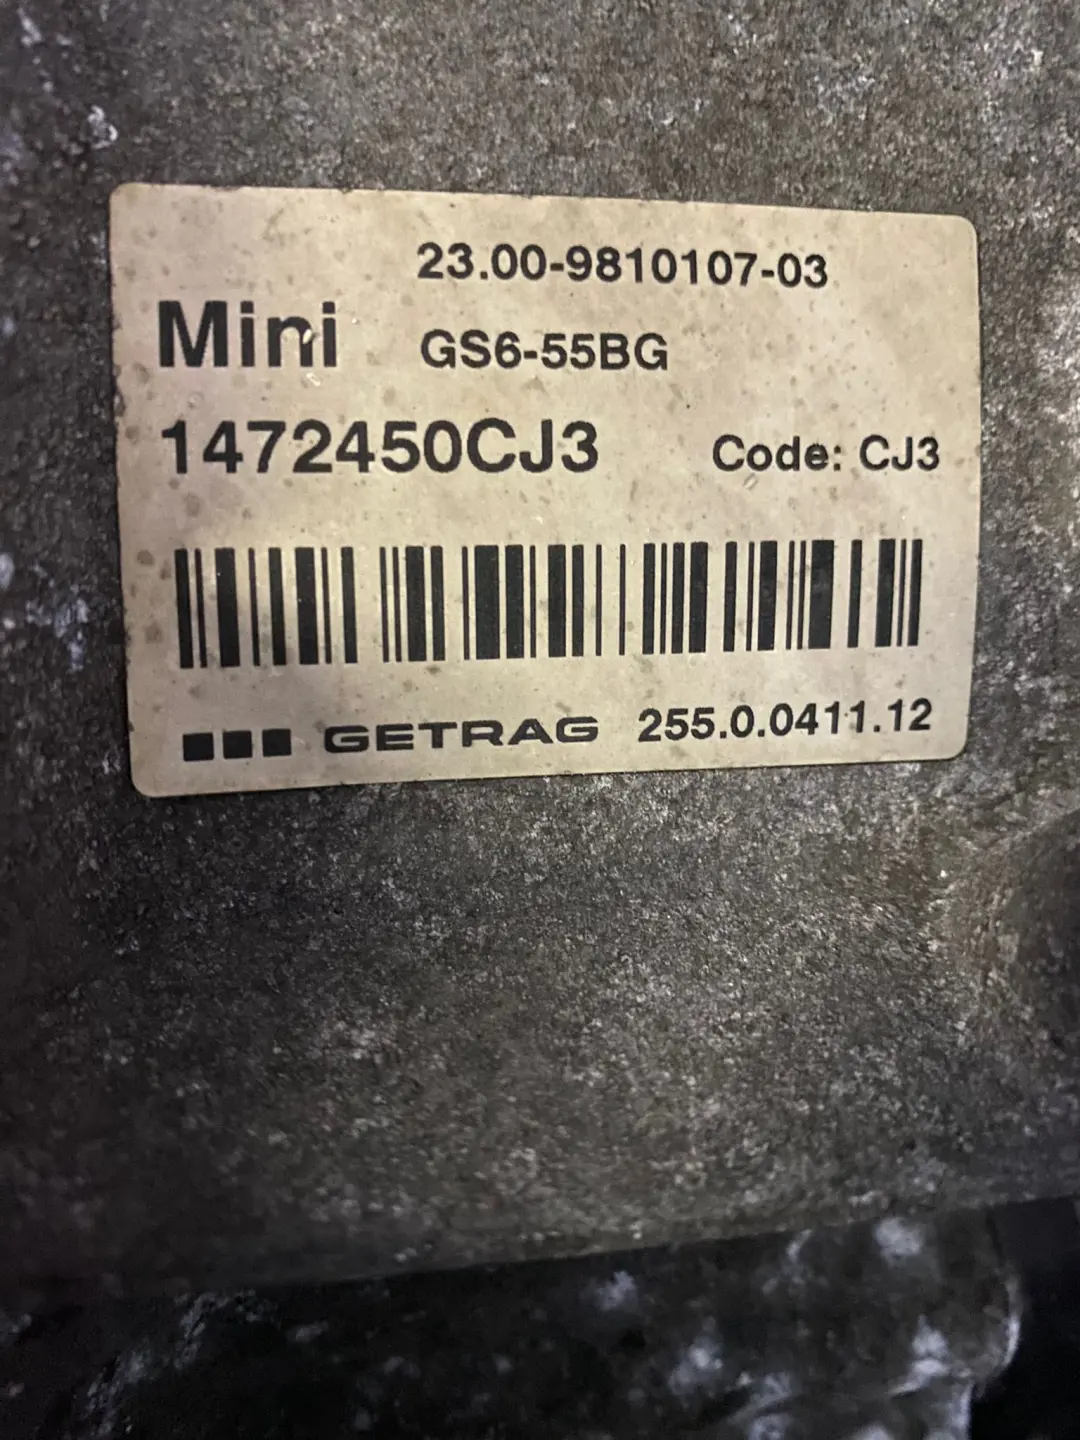 23.00-9810107-03
Mini GS6-55BG
1472450CJ3 Code: CJ3
GETRAG 255.0.0411.12